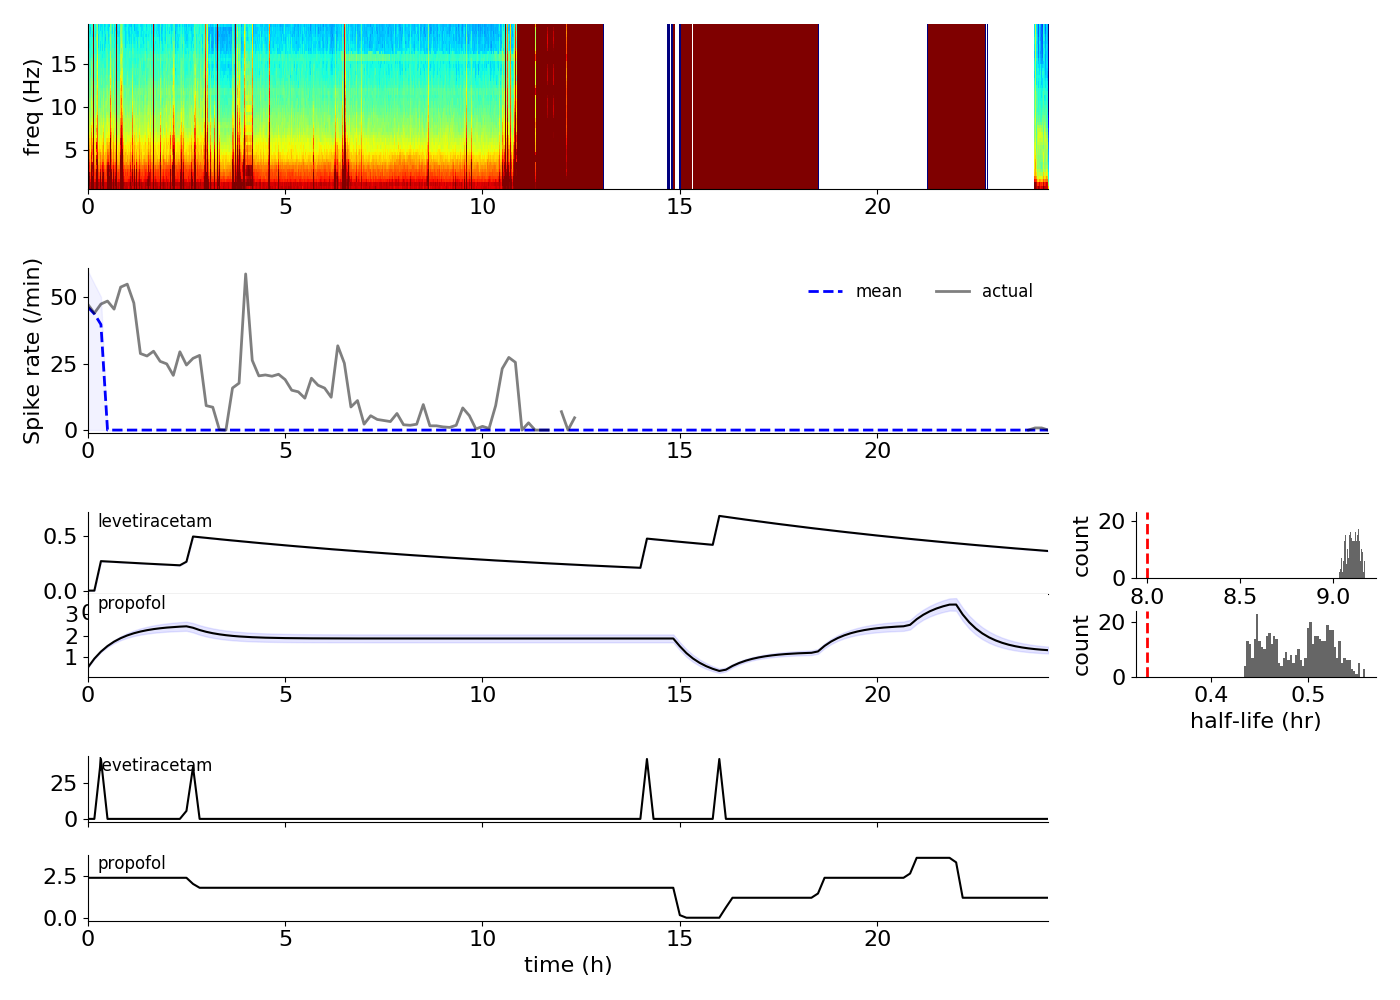 freq (Hz)
15
10
5
0 5 10 15 20
Spike rate (/min)
50
25
0
mean actual
0 5 10 15 20
levetiracetam
0.5
0.0
count
20
0
8.0 8.5 9.0
propofol
3
2
1
0 5 10 15 20
count
20
0
0.4 0.5
half-life (hr)
levetiracetam
25
0
propofol
2.5
0.0
0 5 10 15 20
time (h)